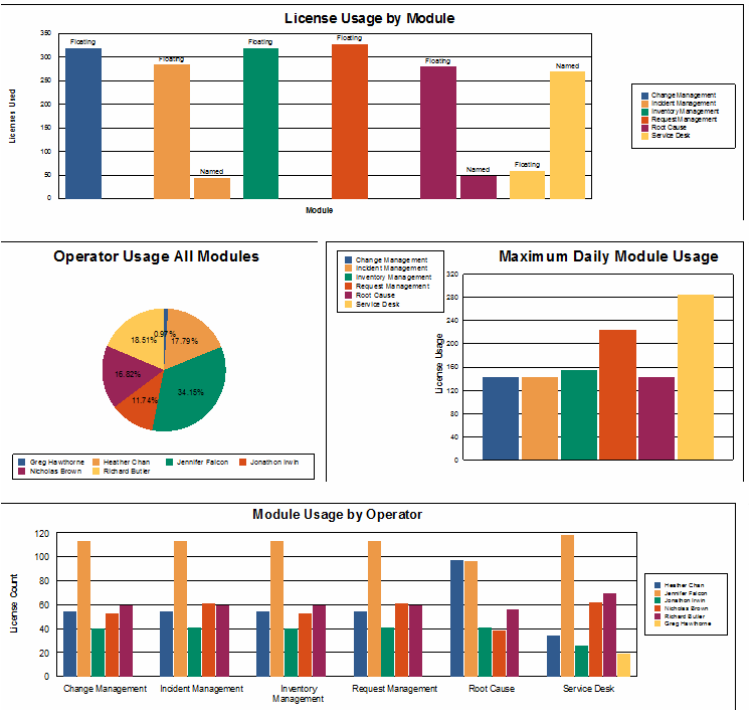 License Usage by Module
Licenses Used
350
300
250
200
150
100
50
0
Floating
Floating
Named
Floating
Floating
Floating
Named
Floating
Named
Module
Change Management
Incident Management
Inventory Management
Request Management
Root Cause
Service Desk
Operator Usage All Modules
0.97%
17.79%
34.15%
11.74%
16.82%
18.51%
Greg Hawthorne Heather Chan Jennifer Falcon Jonathon Irwin
Nicholas Brown Richard Butler
Change Management
Incident Management
Inventory Management
Request Management
Root Cause
Service Desk
Maximum Daily Module Usage
License Usage
320
280
240
200
160
120
80
40
0
Module Usage by Operator
License Count
120
100
80
60
40
20
0
Change Management Incident Management Inventory Management Request Management Root Cause Service Desk
Heather Chan
Jennifer Falcon
Jonathon Irwin
Nicholas Brown
Richard Butler
Greg Hawthorne